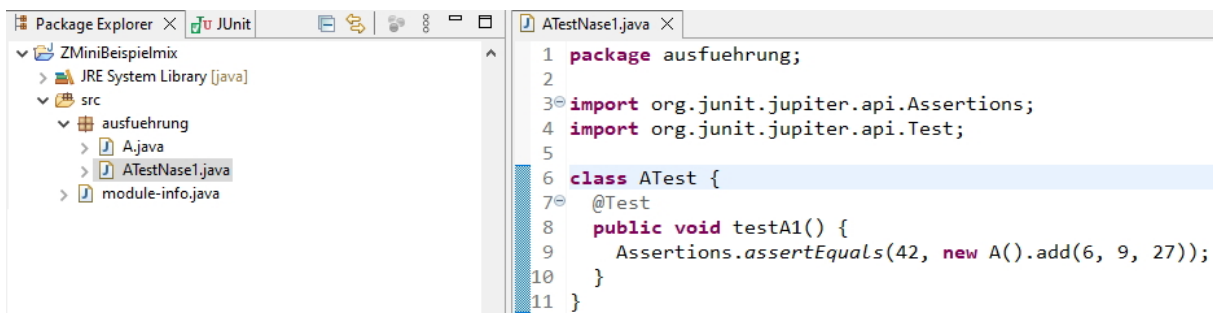 Package Explorer JUnit
ZMiniBeispielmix
JRE System Library [java]
src
ausfuehrung
A.java
ATestNase1.java
module-info.java
ATestNase1.java
1 package ausfuehrung;
2
3 import org.junit.jupiter.api.Assertions;
4 import org.junit.jupiter.api.Test;
5
6 class ATest {
7   @Test
8   public void testA1() {
9     Assertions.assertEquals(42, new A().add(6, 9, 27));
10   }
11 }